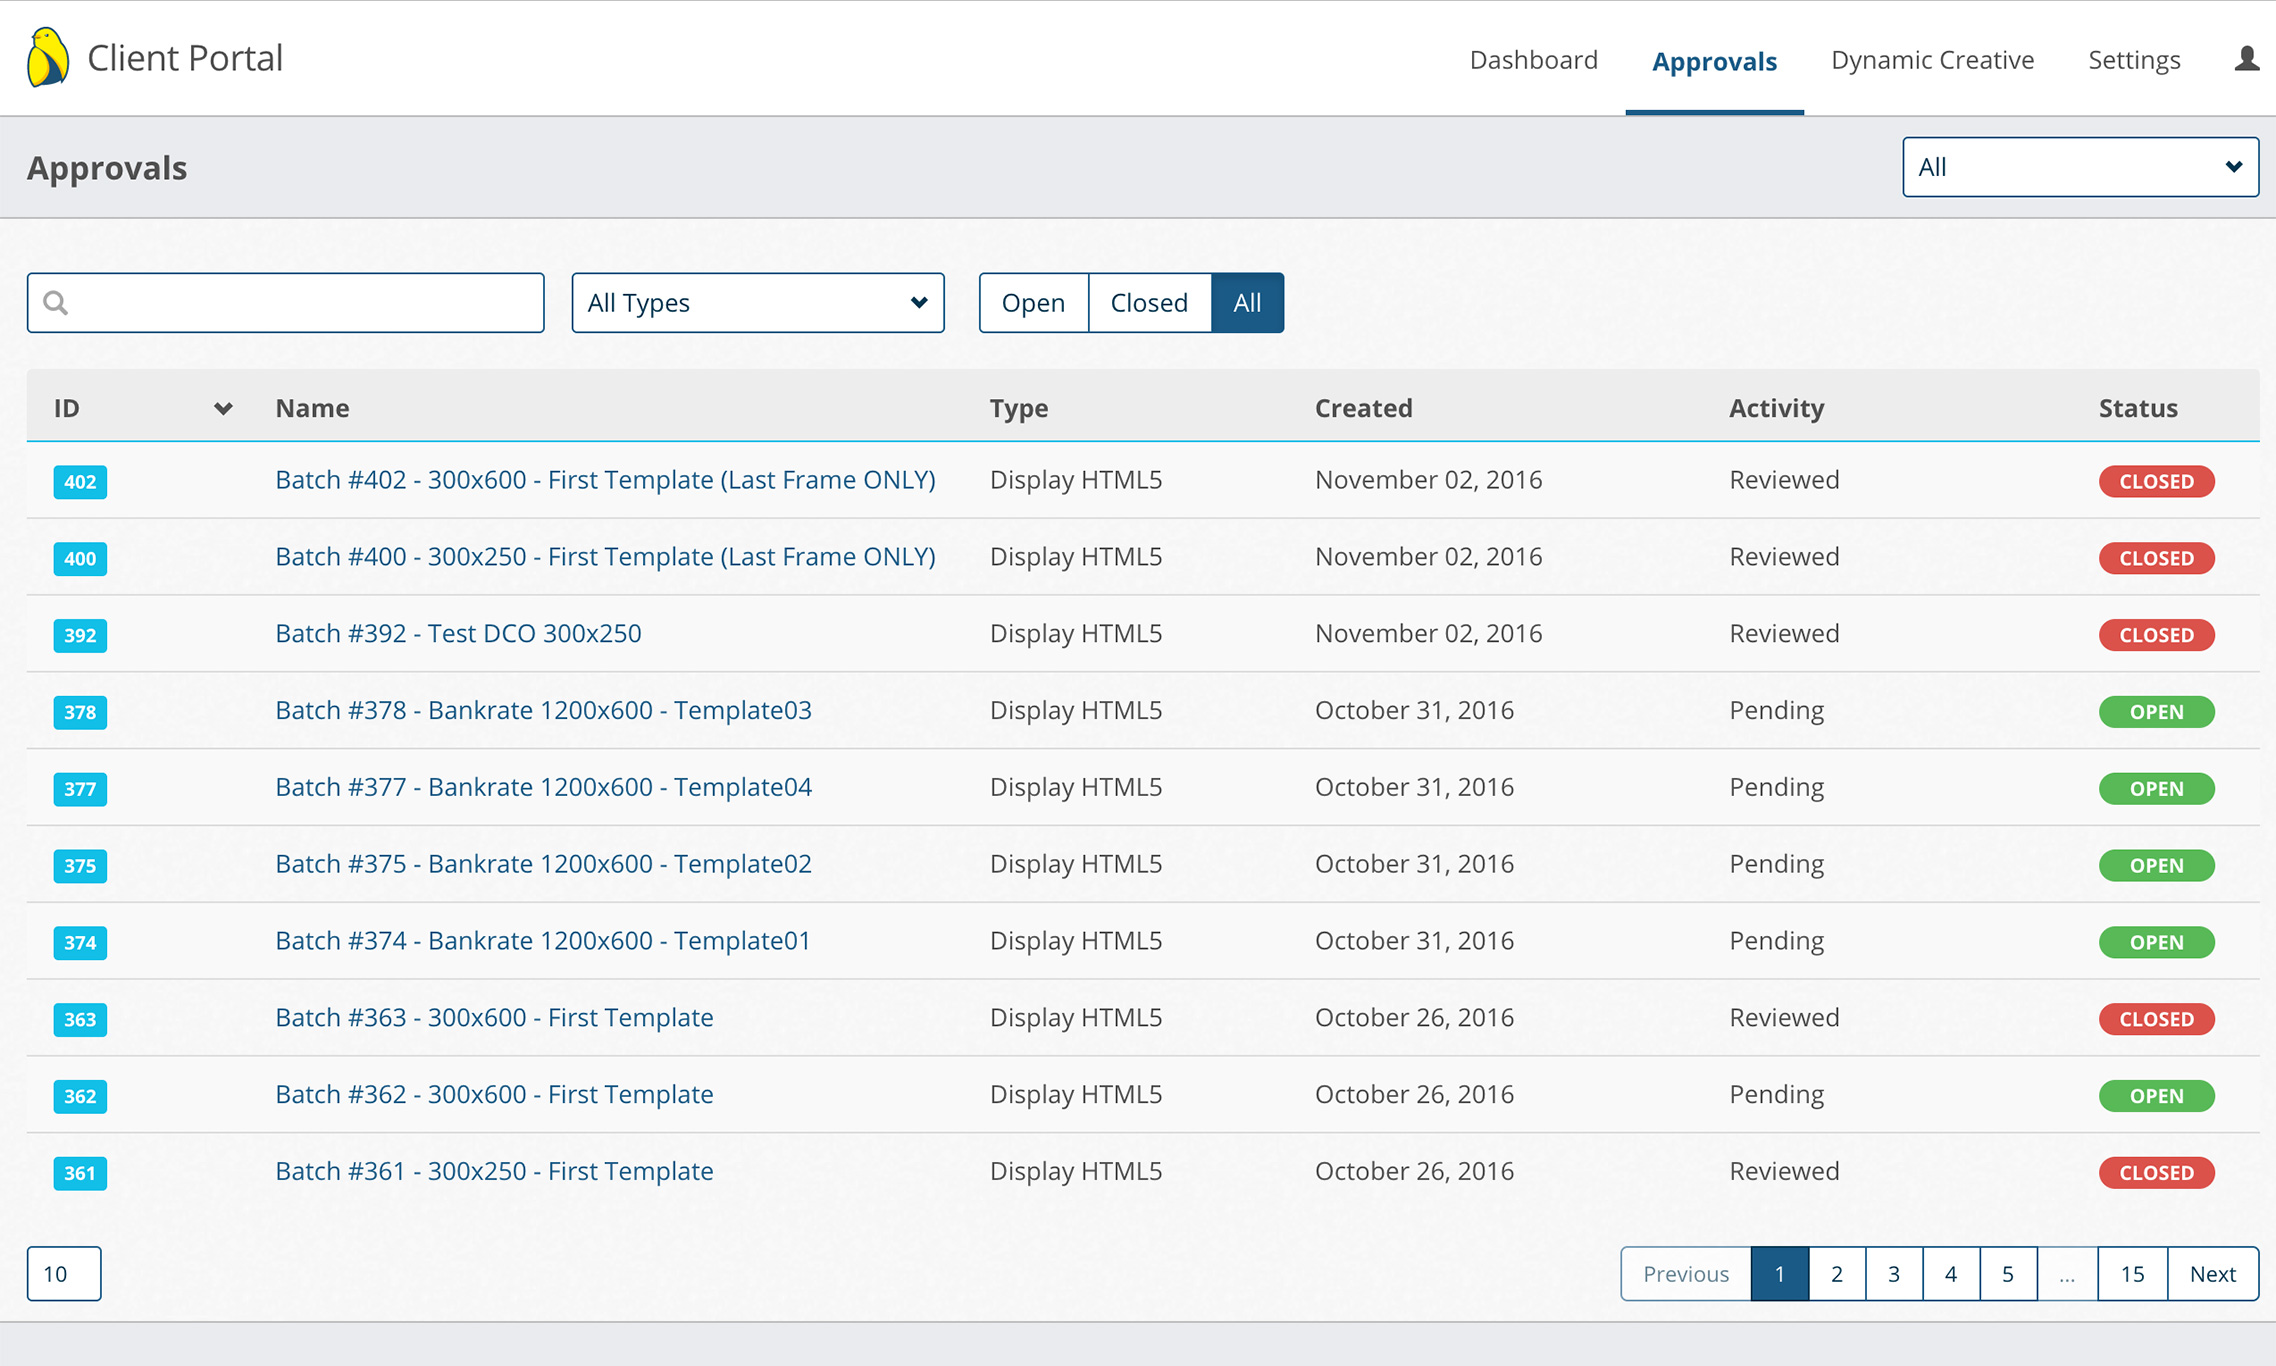 Client Portal Dashboard Approvals Dynamic Creative Settings
Approvals All
All Types Open Closed All
ID Name Type Created Activity Status
402 Batch #402 - 300x600 - First Template (Last Frame ONLY) Display HTML5 November 02, 2016 Reviewed CLOSED
400 Batch #400 - 300x250 - First Template (Last Frame ONLY) Display HTML5 November 02, 2016 Reviewed CLOSED
392 Batch #392 - Test DCO 300x250 Display HTML5 November 02, 2016 Reviewed CLOSED
378 Batch #378 - Bankrate 1200x600 - Template03 Display HTML5 October 31, 2016 Pending OPEN
377 Batch #377 - Bankrate 1200x600 - Template04 Display HTML5 October 31, 2016 Pending OPEN
375 Batch #375 - Bankrate 1200x600 - Template02 Display HTML5 October 31, 2016 Pending OPEN
374 Batch #374 - Bankrate 1200x600 - Template01 Display HTML5 October 31, 2016 Pending OPEN
363 Batch #363 - 300x600 - First Template Display HTML5 October 26, 2016 Reviewed CLOSED
362 Batch #362 - 300x600 - First Template Display HTML5 October 26, 2016 Pending OPEN
361 Batch #361 - 300x250 - First Template Display HTML5 October 26, 2016 Reviewed CLOSED
10 Previous 1 2 3 4 5 ... 15 Next